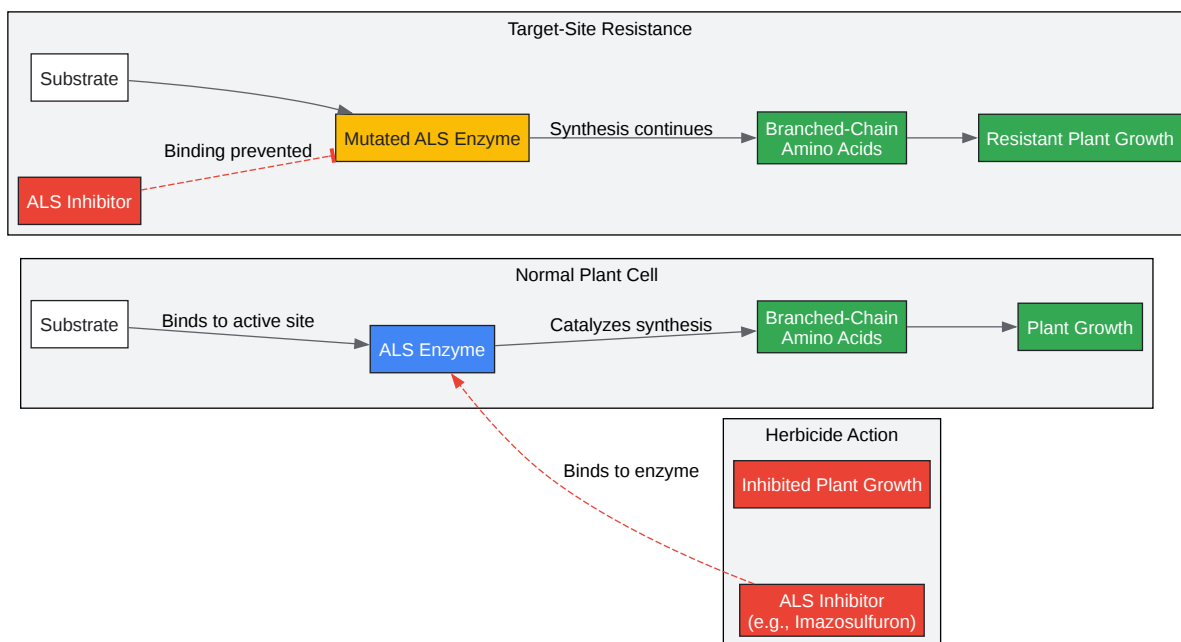 Target-Site Resistance
Substrate
Mutated ALS Enzyme
Synthesis continues
Branched-Chain
Amino Acids
Resistant Plant Growth
Binding prevented
ALS Inhibitor
Normal Plant Cell
Substrate
Binds to active site
ALS Enzyme
Catalyzes synthesis
Branched-Chain
Amino Acids
Plant Growth
Herbicide Action
Inhibited Plant Growth
Binds to enzyme
ALS Inhibitor
(e.g., Imazosulfuron)